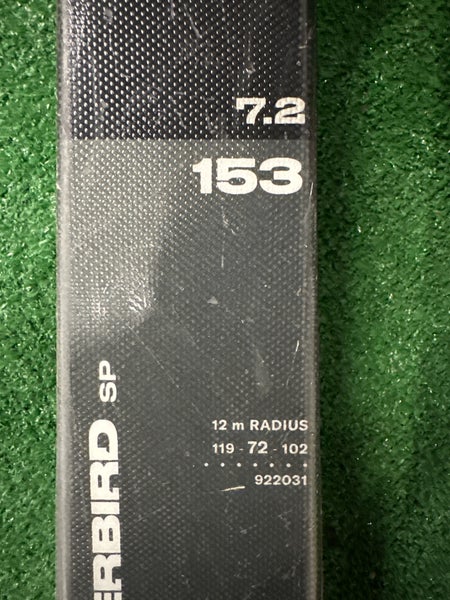 7.2
153
ERBIRD SP
12 m RADIUS
119 - 72 - 102
922031